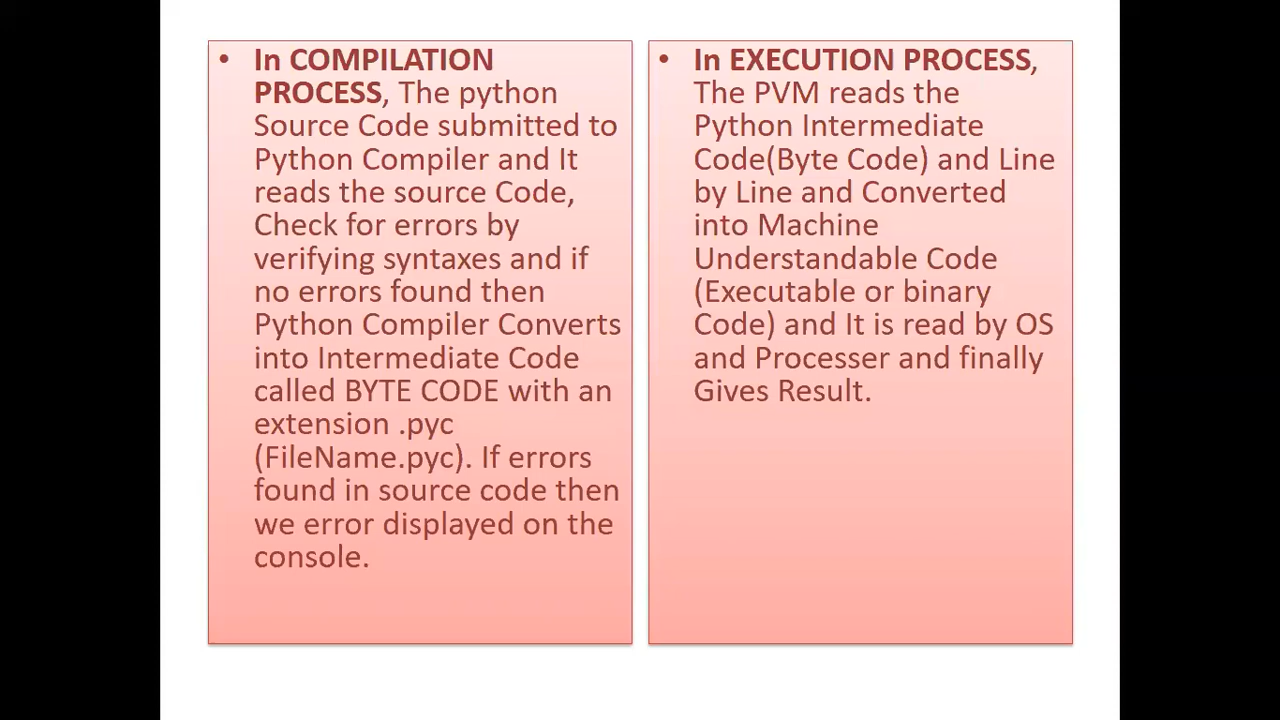 • In COMPILATION
PROCESS, The python
Source Code submitted to
Python Compiler and It
reads the source Code,
Check for errors by
verifying syntaxes and if
no errors found then
Python Compiler Converts
into Intermediate Code
called BYTE CODE with an
extension .pyc
(FileName.pyc). If errors
found in source code then
we error displayed on the
console.
• In EXECUTION PROCESS,
The PVM reads the
Python Intermediate
Code(Byte Code) and Line
by Line and Converted
into Machine
Understandable Code
(Executable or binary
Code) and It is read by OS
and Processer and finally
Gives Result.